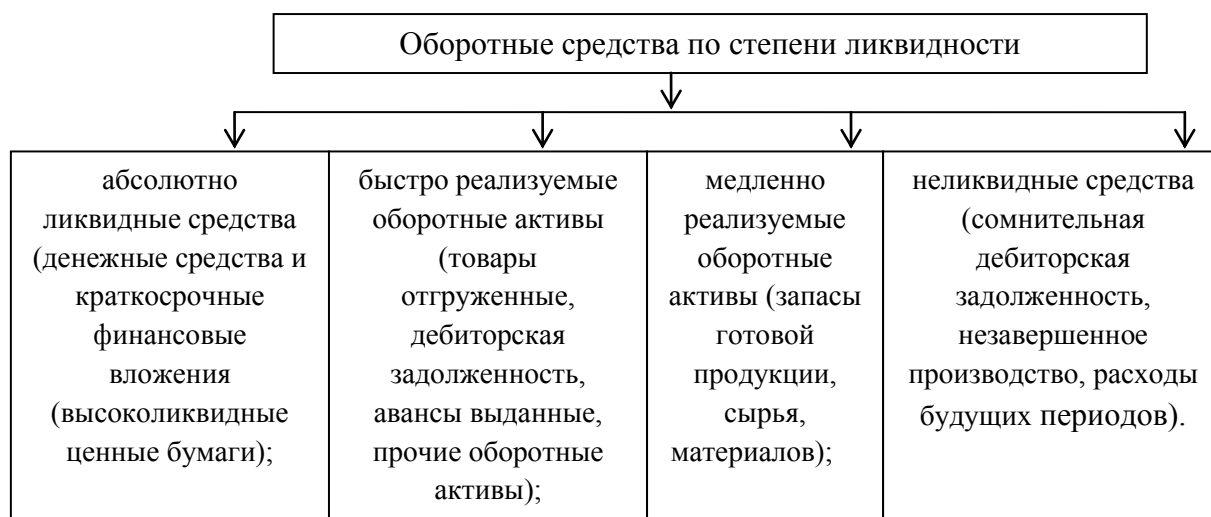 Оборотные средства по степени ликвидности
абсолютно
ликвидные средства
(денежные средства и
краткосрочные
финансовые
вложения
(высоколиквидные
ценные бумаги);
быстро реализуемые
оборотные активы
(товары
отгруженные,
дебиторская
задолженность,
авансы выданные,
прочие оборотные
активы);
медленно
реализуемые
оборотные
активы (запасы
готовой
продукции,
сырья,
материалов);
неликвидные средства
(сомнительная
дебиторская
задолженность,
незавершенное
производство, расходы
будущих периодов).